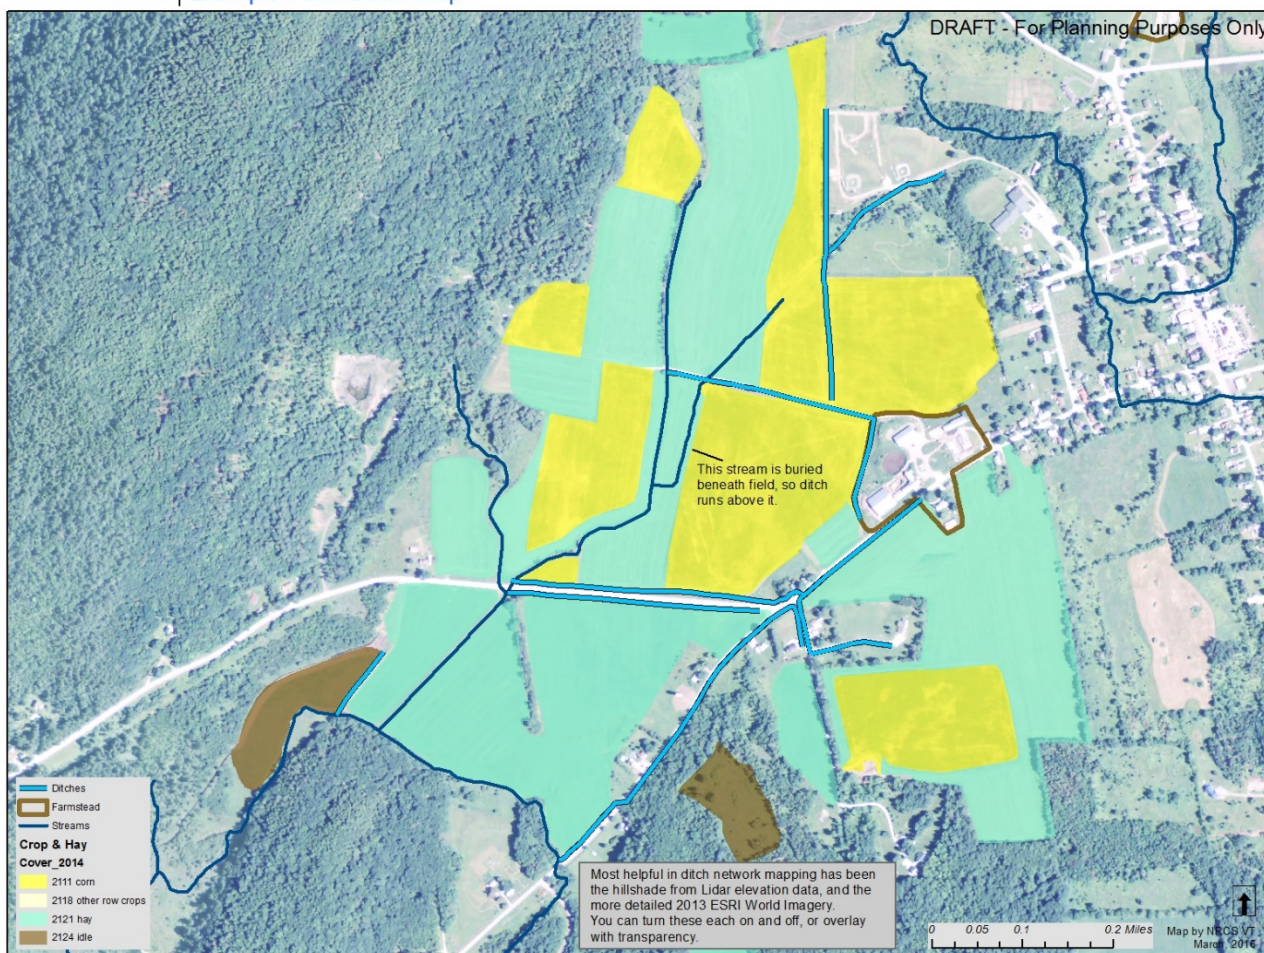 DRAFT - For Planning Purposes Only
This stream is buried
beneath field, so ditch
runs above it.
Ditches
Farmstead
Streams
Crop & Hay
Cover_2014
2111 corn
2118 other row crops
2121 hay
2124 idle
Most helpful in ditch network mapping has been
the hillshade from Lidar elevation data, and the
more detailed 2013 ESRI World Imagery.
You can turn these each on and off, or overlay
with transparency.
0 0.05 0.1 0.2 Miles
Map by NRCS VT
March, 2016